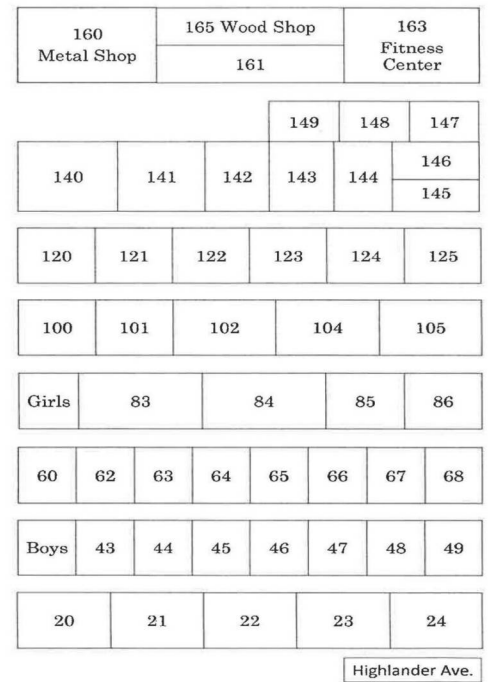 160
Metal Shop
165 Wood Shop
161
163
Fitness
Center
149 148 147
140 141 142 143 144 146
145
120 121 122 123 124 125
100 101 102 104 105
Girls 83 84 85 86
60 62 63 64 65 66 67 68
Boys 43 44 45 46 47 48 49
20 21 22 23 24
Highlander Ave.